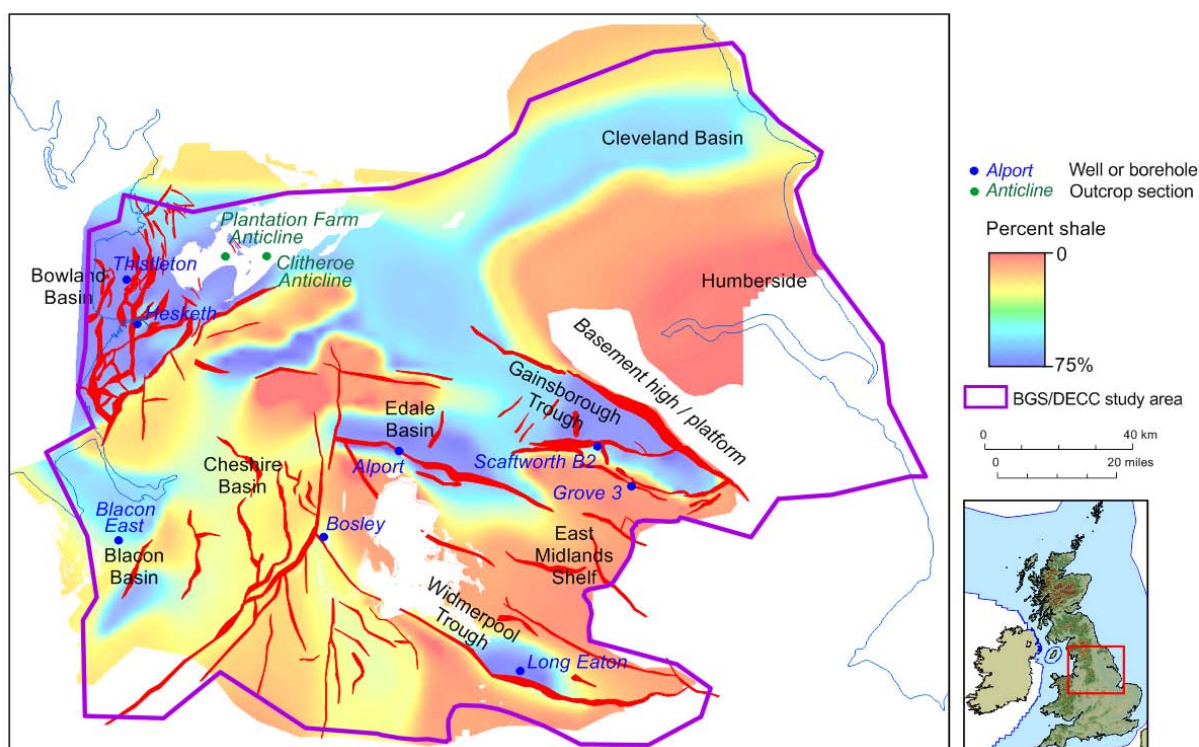 Cleveland Basin
Plantation Farm
Anticline
Clitheroe
Anticline
Thistleton
Bowland
Basin
Hesketh
Humberside
Basement high / platform
Gainsborough
Trough
Edale
Basin
Alport
Scaftworth B2
Grove 3
Cheshire
Basin
Blacon
East
Blacon
Basin
Bosley
East
Midlands
Shelf
Widmerpool
Trough
Long Eaton
Alport Well or borehole
Anticline Outcrop section
Percent shale
0
75%
BGS/DECC study area
0 40 km
0 20 miles